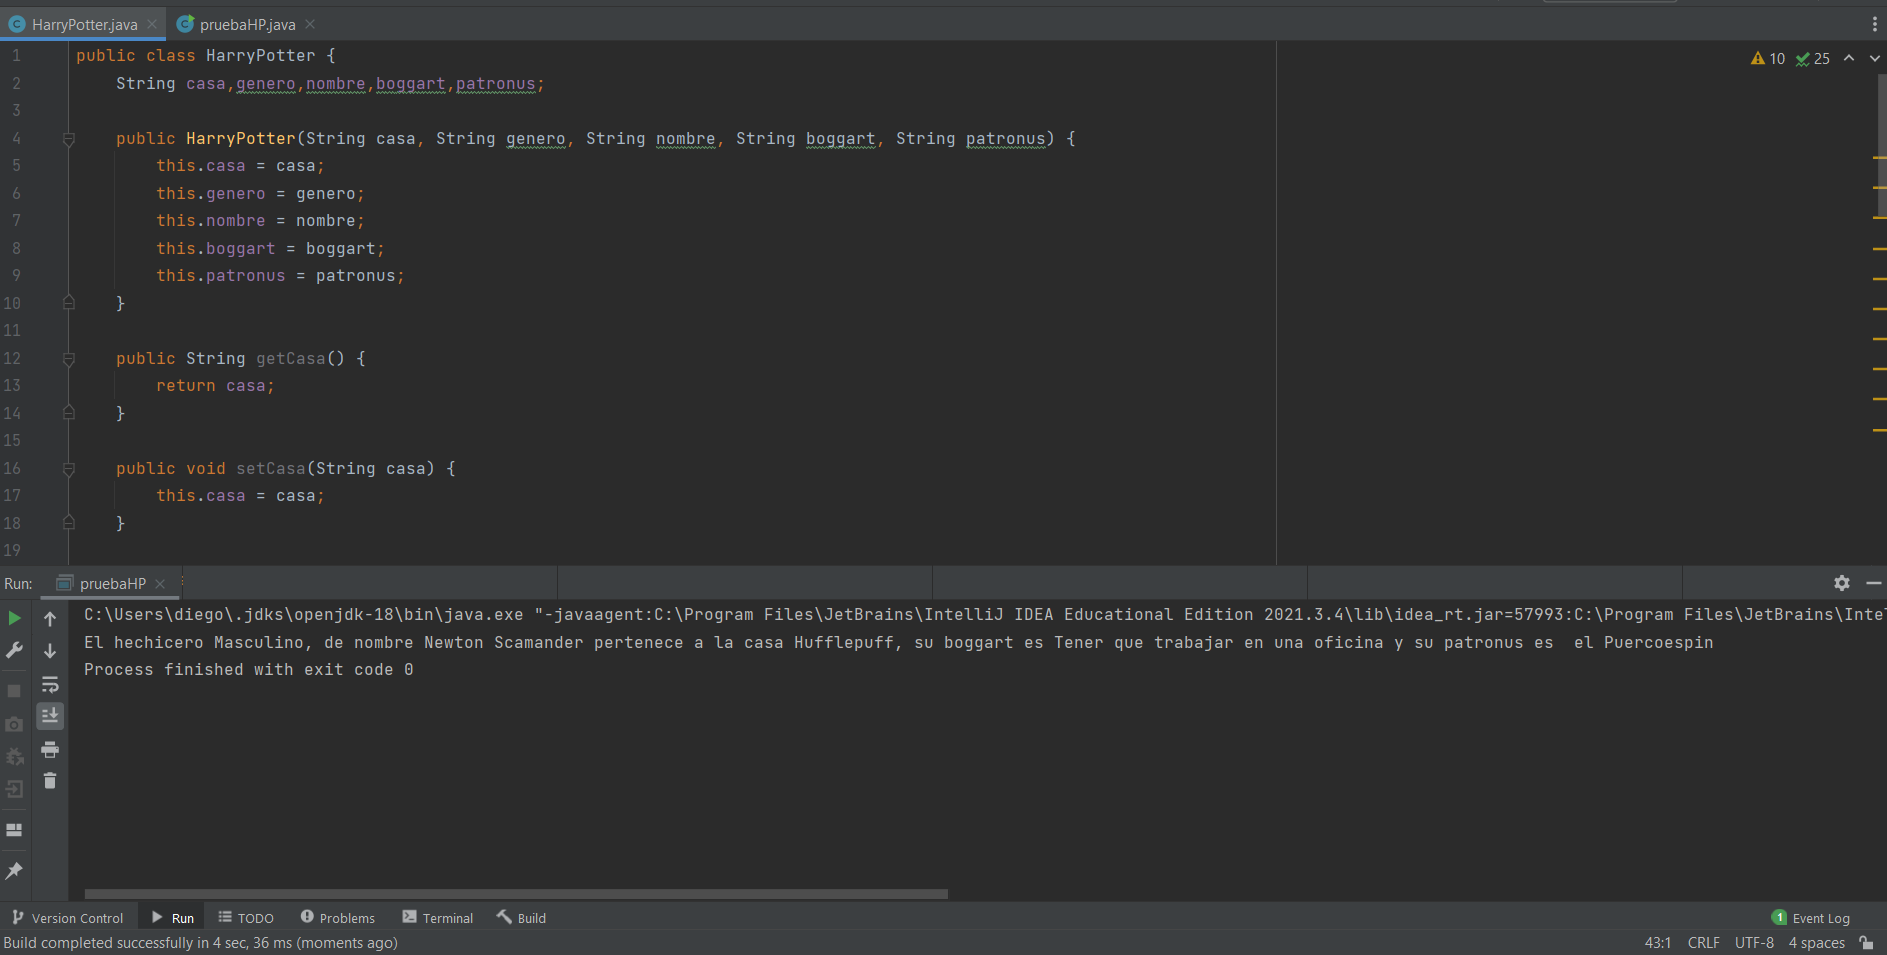 HarryPotter.java pruebaHP.java
10 25
1 public class HarryPotter {
2 String casa,genero,nombre,boggart,patronus;
3
4 public HarryPotter(String casa, String genero, String nombre, String boggart, String patronus) {
5 this.casa = casa;
6 this.genero = genero;
7 this.nombre = nombre;
8 this.boggart = boggart;
9 this.patronus = patronus;
10 }
11
12 public String getCasa() {
13 return casa;
14 }
15
16 public void setCasa(String casa) {
17 this.casa = casa;
18 }
19
Run: pruebaHP
C:\Users\diego\.jdks\openjdk-18\bin\java.exe "-javaagent:C:\Program Files\JetBrains\IntelliJ IDEA Educational Edition 2021.3.4\lib\idea_rt.jar=57993:C:\Program Files\JetBrains\Inte
El hechicero Masculino, de nombre Newton Scamander pertenece a la casa Hufflepuff, su boggart es Tener que trabajar en una oficina y su patronus es  el Puercoespin
Process finished with exit code 0
Version Control Run TODO Problems Terminal Build 1 Event Log
Build completed successfully in 4 sec, 36 ms (moments ago) 43:1 CRLF UTF-8 4 spaces